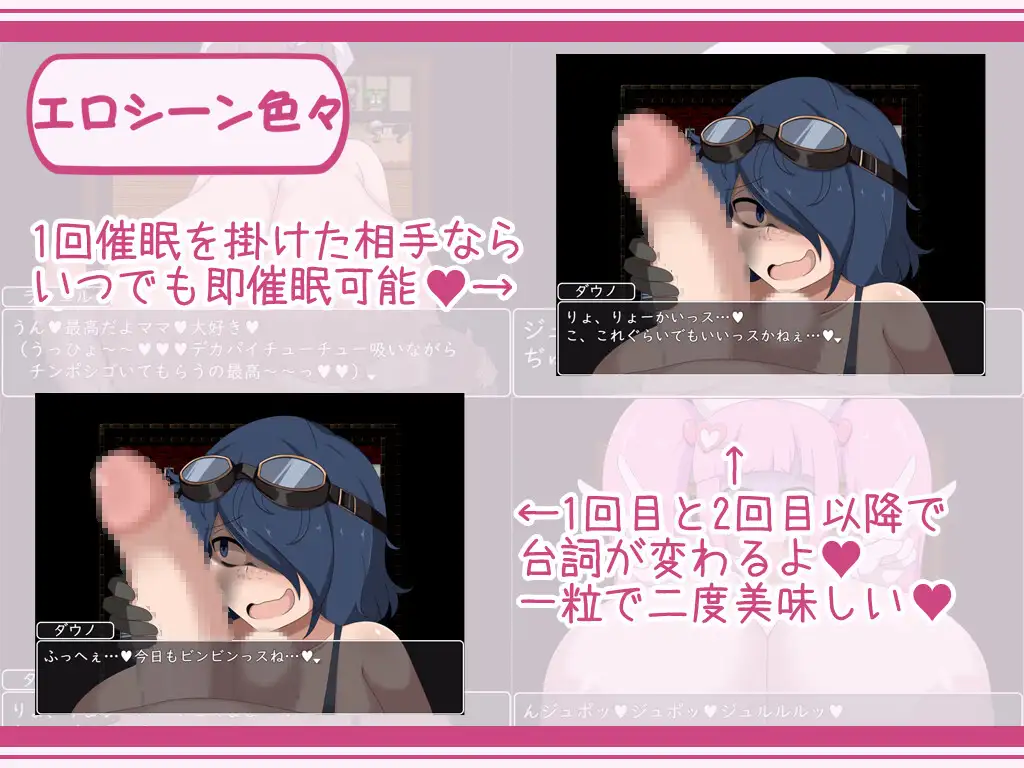 エロシーン色々
1回催眠を掛けた相手なら
いつでも即催眠可能♥→
うん♥最高だよママ♥大好き♥
(うっひょ~~♥♥♥デカパイチューチュー吸いながら
チンポシゴいてもらうの最高~~っ♥♥)
ダウノ
りょ、りょーかいっス…♥
こ、これぐらいでもいいっスかねぇ…♥
ダウノ
ふっへぇ…♥今日もビンビンっスね…♥
↑
←1回目と2回目以降で
台詞が変わるよ♥
一粒で二度美味しい♥
んジュポッ♥ジュポッ♥ジュルルルッ♥